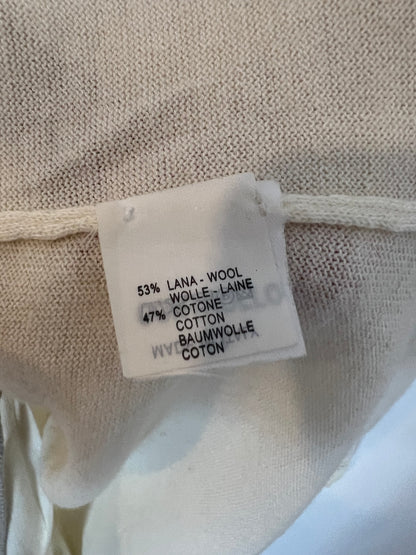 53% LANA - WOOL
WOLLE - LAINE
47% COTONE
COTTON
BAUMWOLLE
COTON